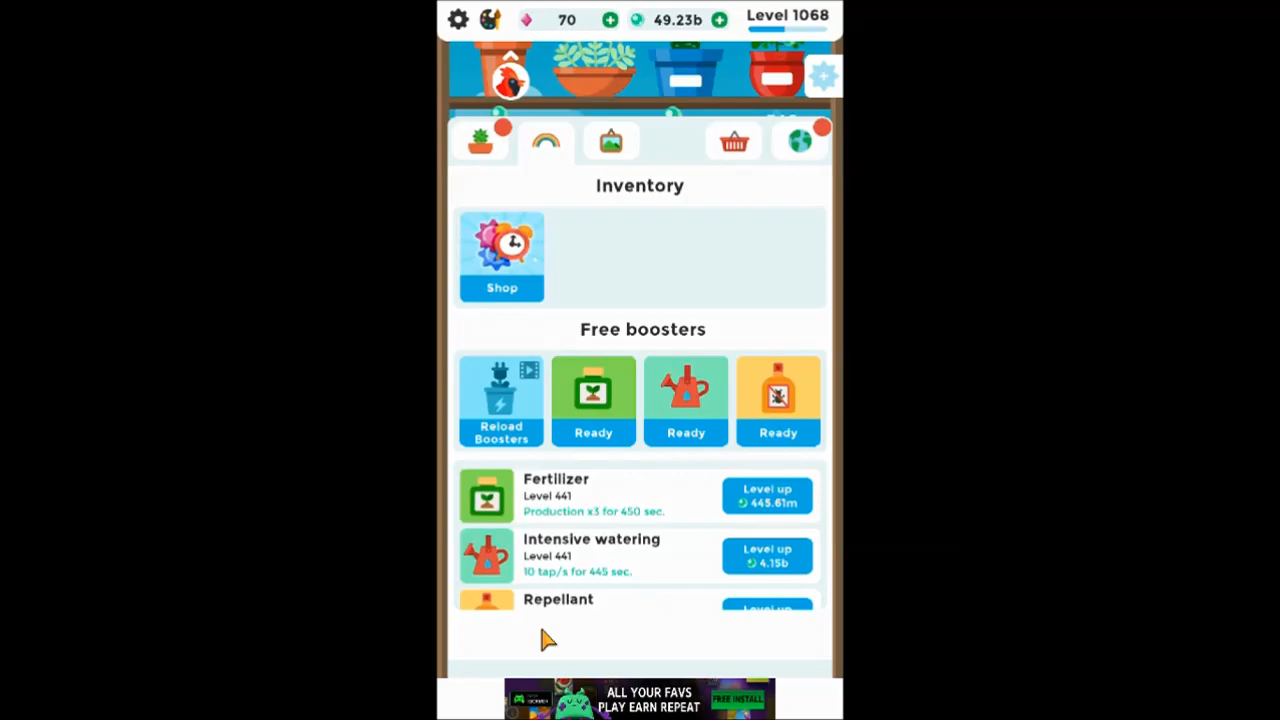 70
49.23b
Level 1068
Inventory
Shop
Free boosters
Reload
Boosters
Ready
Ready
Ready
Fertilizer
Level 441
Production x3 for 450 sec.
Level up
445.61m
Intensive watering
Level 441
10 tap/s for 445 sec.
Level up
4.15b
Repellant
Level up
ALL YOUR FAVS
PLAY EARN REPEAT
FREE INSTALL